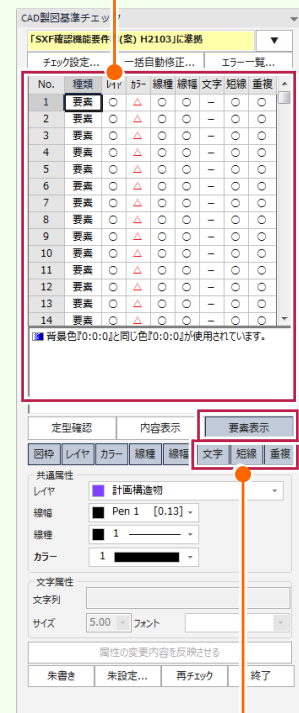 CAD製図基準チェック
「SXF確認機能要件書(案) H2103」に準拠 ▼
チェック設定... 一括自動修正... エラー一覧...
No. 種類 ﾚｲﾔ ｶﾗｰ 線種 線幅 文字 短線 重複
1 要素 ○ △ ○ ○ － ○ ○
2 要素 ○ △ ○ ○ － ○ ○
3 要素 ○ △ ○ ○ － ○ ○
4 要素 ○ △ ○ ○ － ○ ○
5 要素 ○ △ ○ ○ － ○ ○
6 要素 ○ △ ○ ○ － ○ ○
7 要素 ○ △ ○ ○ － ○ ○
8 要素 ○ △ ○ ○ － ○ ○
9 要素 ○ △ ○ ○ － ○ ○
10 要素 ○ △ ○ ○ － ○ ○
11 要素 ○ △ ○ ○ － ○ ○
12 要素 ○ △ ○ ○ － ○ ○
13 要素 ○ △ ○ ○ － ○ ○
14 要素 ○ △ ○ ○ － ○ ○
背景色『0:0:0』と同じ色『0:0:0』が使用されています。
定型確認 内容表示 要素表示
図枠 レイヤ カラー 線種 線幅 文字 短線 重複
共通属性
レイヤ 計画構造物
線幅 Pen 1 [0.13]
線種 1
カラー 1
文字属性
文字列
サイズ 5.00 フォント
属性の変更内容を反映させる
朱書き 朱設定... 再チェック 終了